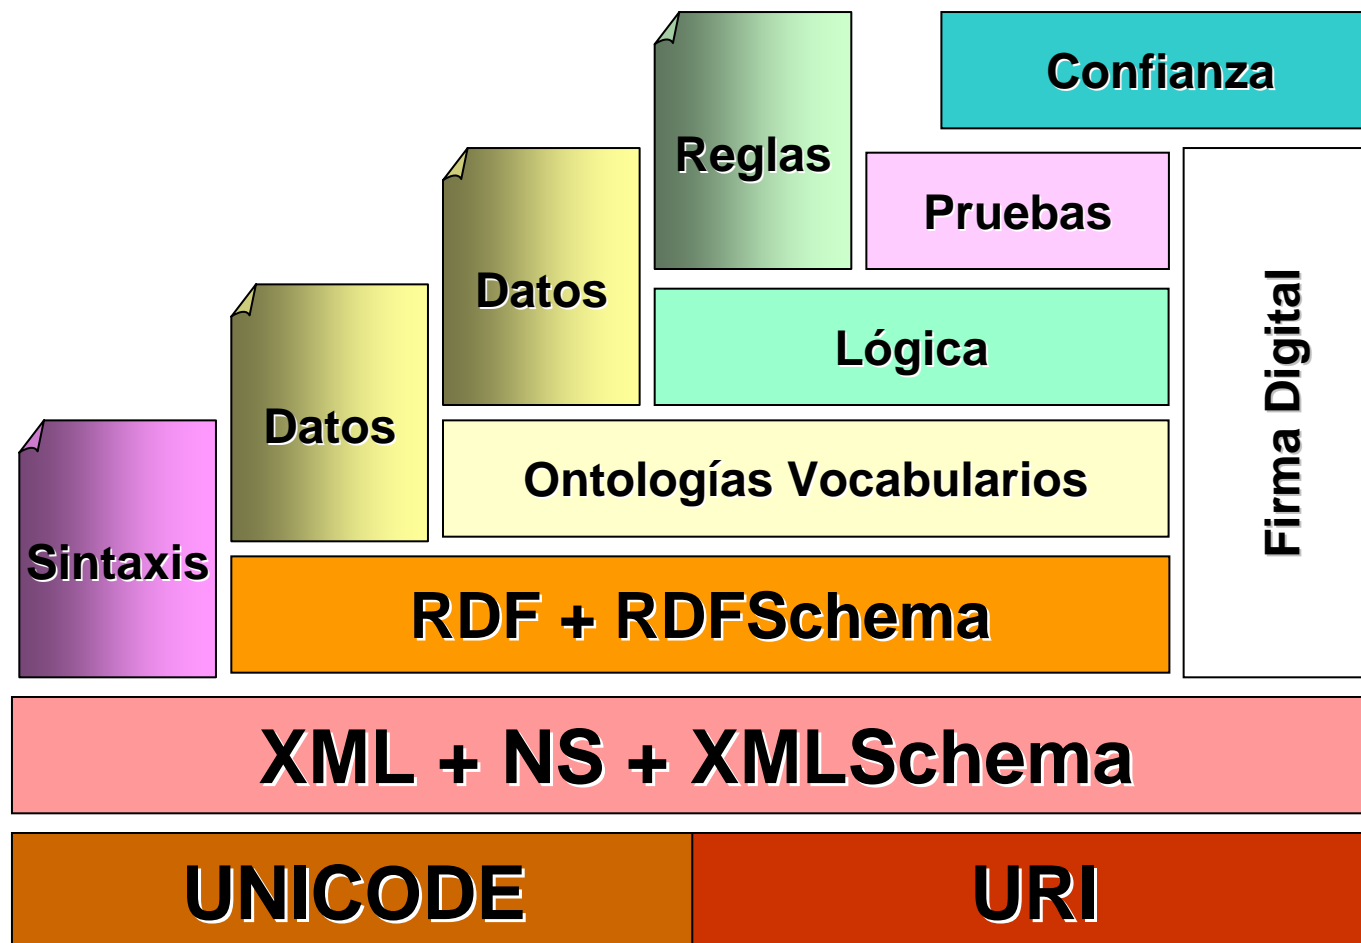 Confianza
Reglas
Pruebas
Datos
Lógica
Datos
Ontologías Vocabularios
Firma Digital
Sintaxis
RDF + RDFSchema
XML + NS + XMLSchema
UNICODE
URI